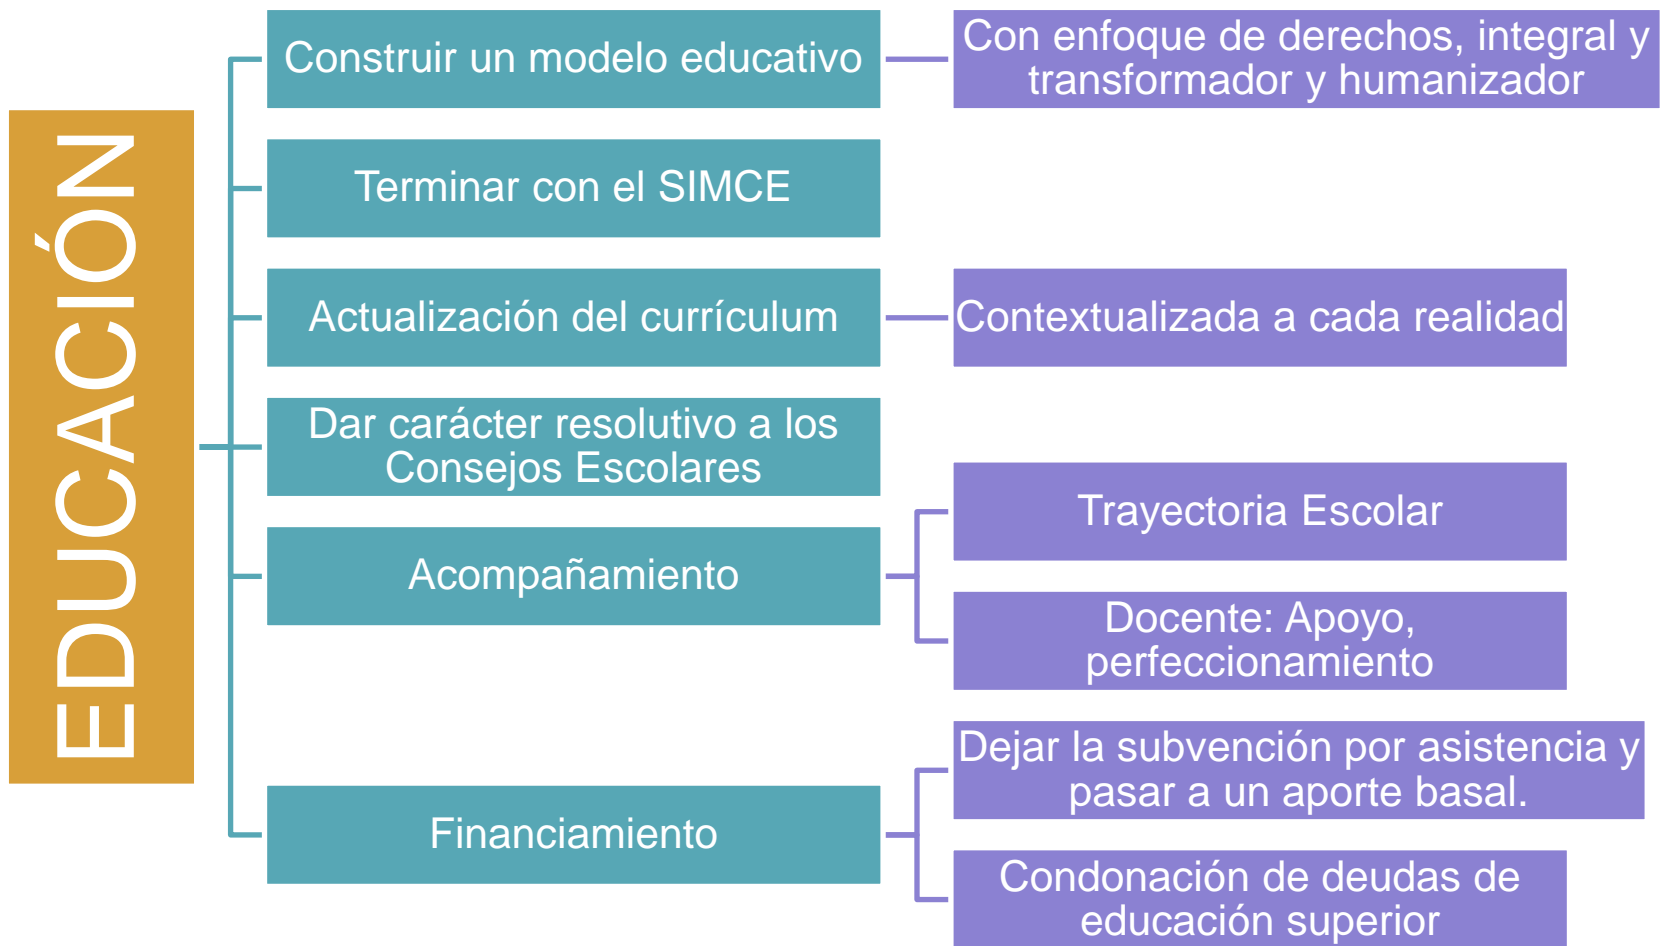 EDUCACIÓN
Construir un modelo educativo
Con enfoque de derechos, integral y
transformador y humanizador
Terminar con el SIMCE
Actualización del currículum
Contextualizada a cada realidad
Dar carácter resolutivo a los
Consejos Escolares
Acompañamiento
Trayectoria Escolar
Docente: Apoyo,
perfeccionamiento
Financiamiento
Dejar la subvención por asistencia y
pasar a un aporte basal.
Condonación de deudas de
educación superior